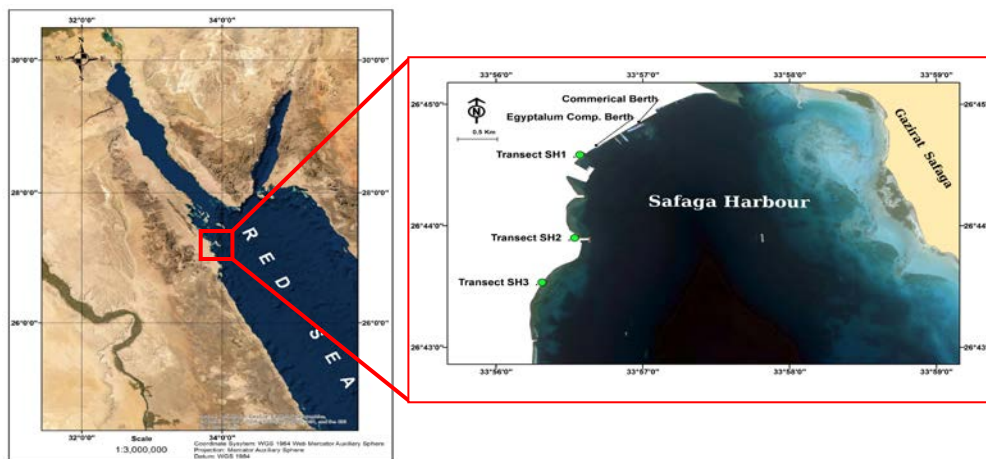 32°0'0" 34°0'0"
N
W E
S
30°0'0" 30°0'0"
28°0'0" 28°0'0"
26°0'0" 26°0'0"
RED SEA
32°0'0" 34°0'0"
Scale
1:3,000,000
Coordinate Sysytem: WGS 1984 Web Mercator Auxiliary Sphere
Projection: Mercator Auxiliary Sphere
Datum: WGS 1984
33°56' 33°57'0" 33°58'0" 33°59'0"
26°45'0" 26°45'0"
N
0.5 Km
Commerical Berth
Egyptalum Comp. Berth
Transect SH1
Gazirat Safaga
Safaga Harbour
26°44'0" 26°44'0"
Transect SH2
Transect SH3
26°43'0" 26°43'0"
33°56'0" 33°57'0" 33°58'0" 33°59'0"